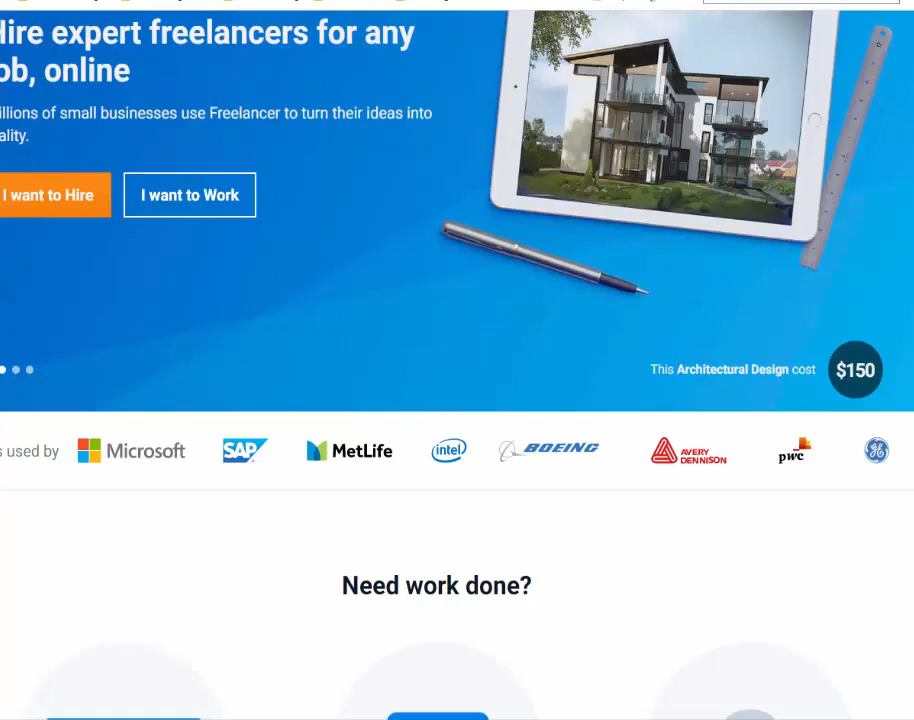 Hire expert freelancers for any
ob, online
illions of small businesses use Freelancer to turn their ideas into
ality.
I want to Hire
I want to Work
This Architectural Design cost
$150
s used by
Microsoft
SAP
MetLife
intel
BOEING
AVERY
DENNISON
pwc
Need work done?